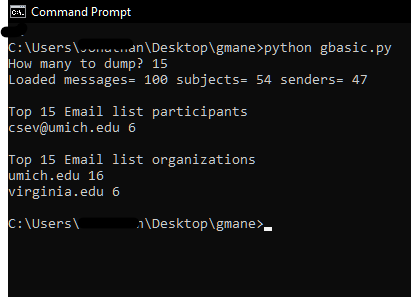 Command Prompt
C:\Users\Jonathan\Desktop\gmane>python gbasic.py
How many to dump? 15
Loaded messages= 100 subjects= 54 senders= 47
Top 15 Email list participants
csev@umich.edu 6
Top 15 Email list organizations
umich.edu 16
virginia.edu 6
C:\Users\ n\Desktop\gmane>